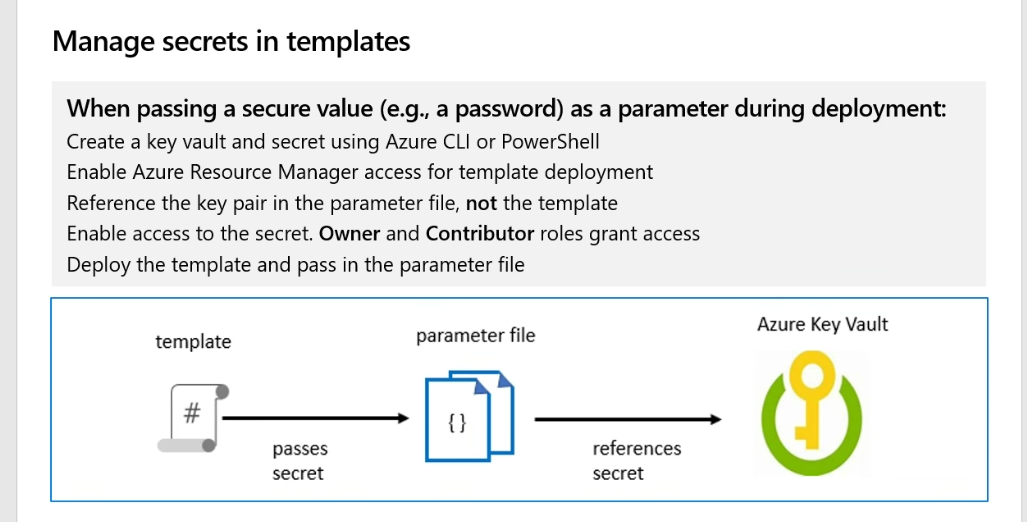 Manage secrets in templates
When passing a secure value (e.g., a password) as a parameter during deployment:
Create a key vault and secret using Azure CLI or PowerShell
Enable Azure Resource Manager access for template deployment
Reference the key pair in the parameter file, not the template
Enable access to the secret. Owner and Contributor roles grant access
Deploy the template and pass in the parameter file
template
#
passes
secret
parameter file
{}
references
secret
Azure Key Vault